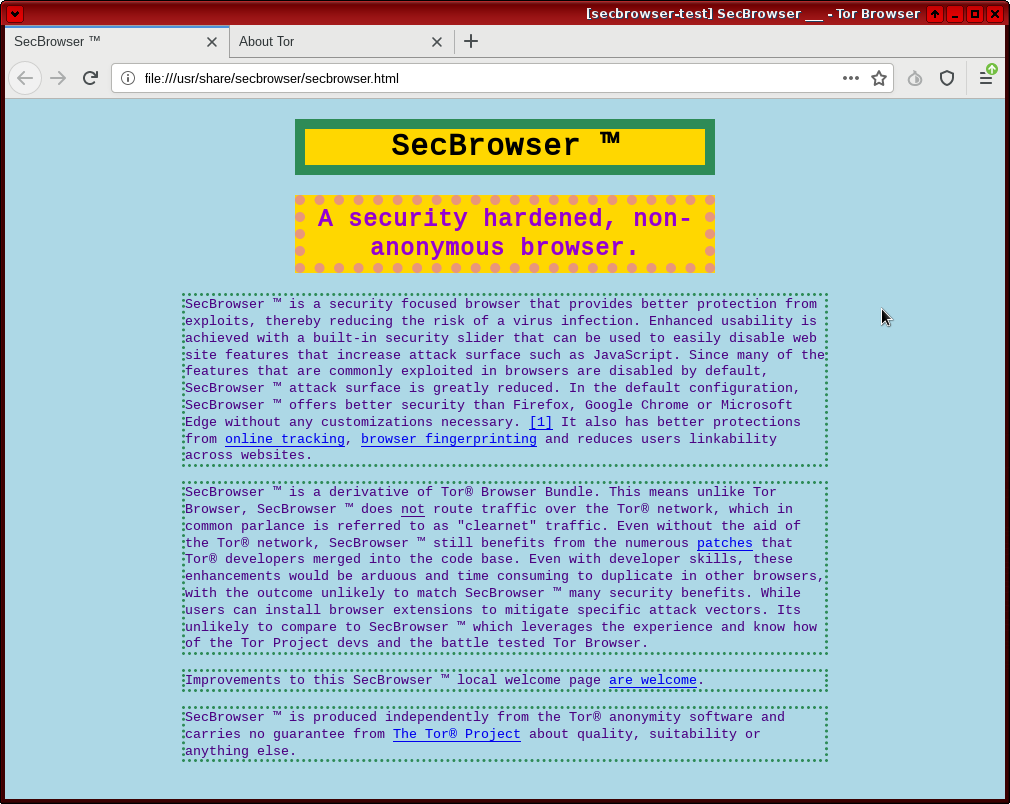 [secbrowser-test] SecBrowser ___ - Tor Browser
SecBrowser ™
About Tor
file:///usr/share/secbrowser/secbrowser.html
SecBrowser ™
A security hardened, non-
anonymous browser.
SecBrowser ™ is a security focused browser that provides better protection from
exploits, thereby reducing the risk of a virus infection. Enhanced usability is
achieved with a built-in security slider that can be used to easily disable web
site features that increase attack surface such as JavaScript. Since many of the
features that are commonly exploited in browsers are disabled by default,
SecBrowser ™ attack surface is greatly reduced. In the default configuration,
SecBrowser ™ offers better security than Firefox, Google Chrome or Microsoft
Edge without any customizations necessary. [1] It also has better protections
from online tracking, browser fingerprinting and reduces users linkability
across websites.
SecBrowser ™ is a derivative of Tor® Browser Bundle. This means unlike Tor
Browser, SecBrowser ™ does not route traffic over the Tor® network, which in
common parlance is referred to as "clearnet" traffic. Even without the aid of
the Tor® network, SecBrowser ™ still benefits from the numerous patches that
Tor® developers merged into the code base. Even with developer skills, these
enhancements would be arduous and time consuming to duplicate in other browsers,
with the outcome unlikely to match SecBrowser ™ many security benefits. While
users can install browser extensions to mitigate specific attack vectors. Its
unlikely to compare to SecBrowser ™ which leverages the experience and know how
of the Tor Project devs and the battle tested Tor Browser.
Improvements to this SecBrowser ™ local welcome page are welcome.
SecBrowser ™ is produced independently from the Tor® anonymity software and
carries no guarantee from The Tor® Project about quality, suitability or
anything else.